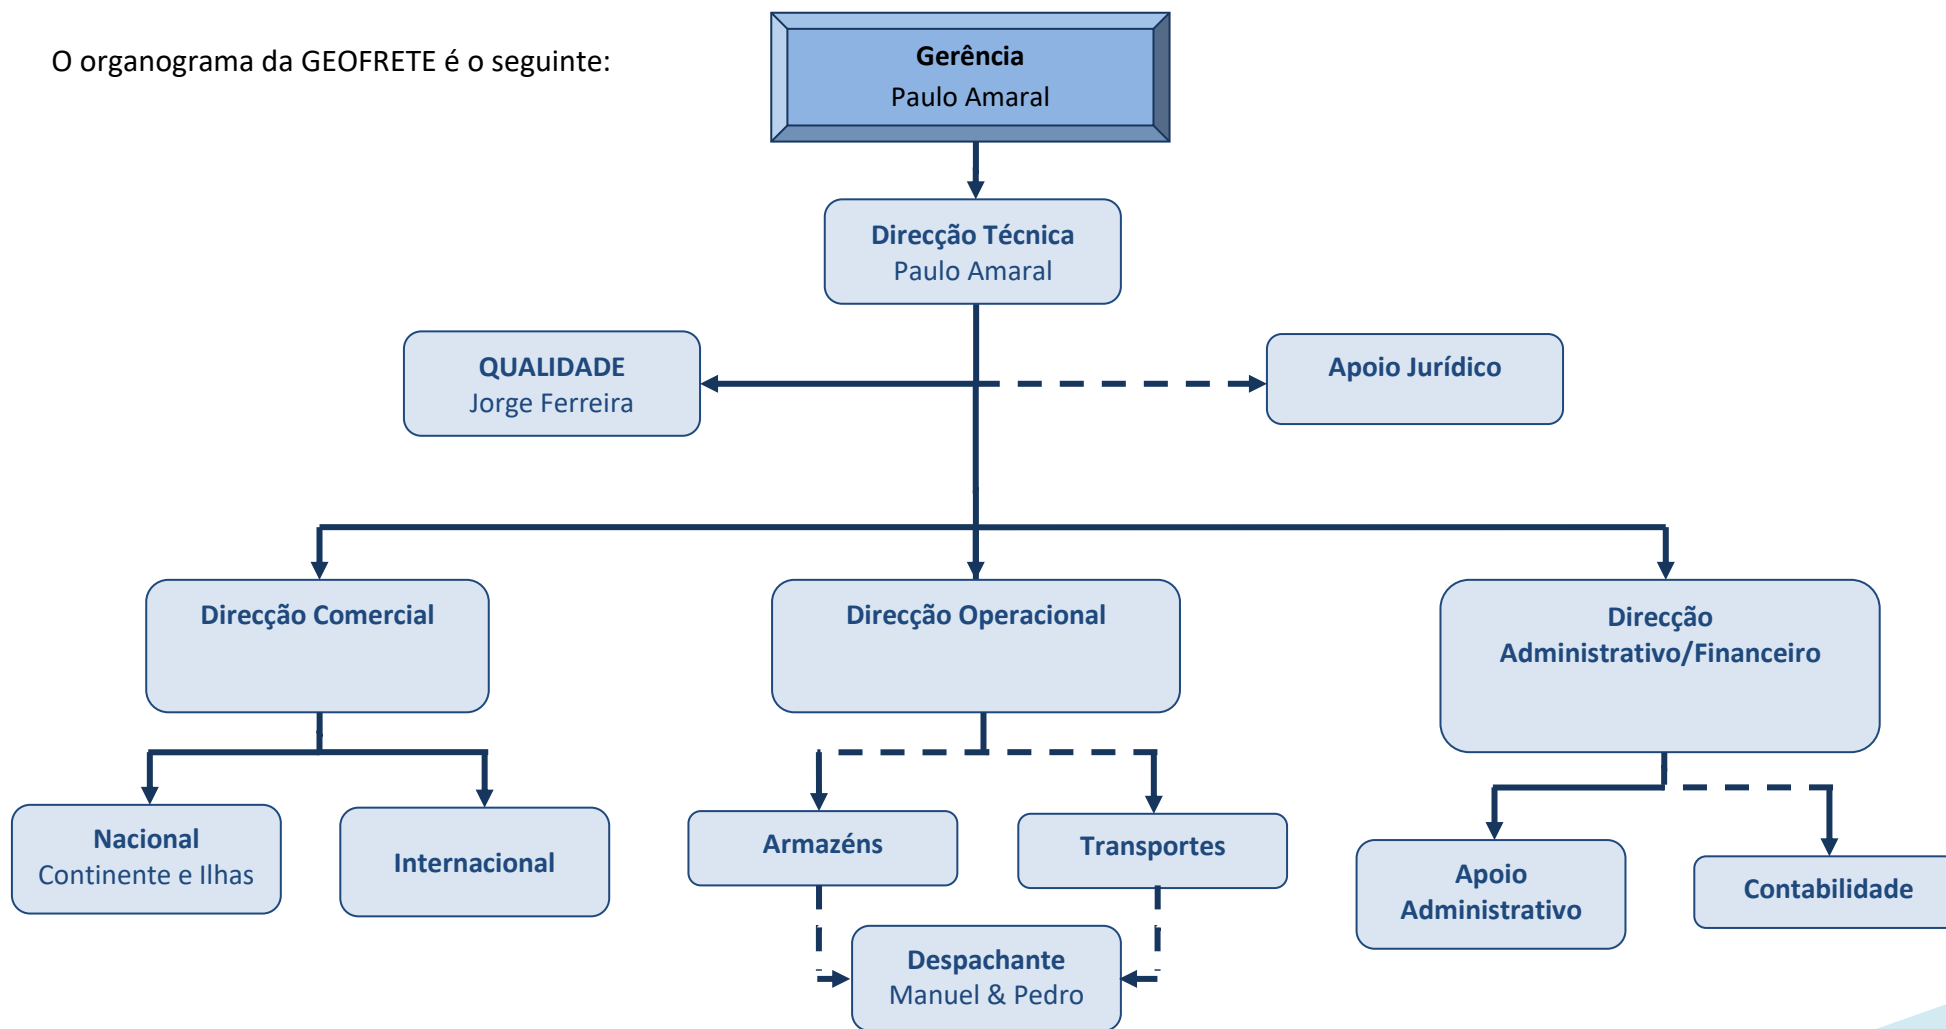 O organograma da GEOFRETE é o seguinte:
Gerência
Paulo Amaral
Direcção Técnica
Paulo Amaral
QUALIDADE
Jorge Ferreira
Apoio Jurídico
Direcção Comercial
Direcção Operacional
Direcção
Administrativo/Financeiro
Nacional
Continente e Ilhas
Internacional
Armazéns
Transportes
Apoio
Administrativo
Contabilidade
Despachante
Manuel & Pedro